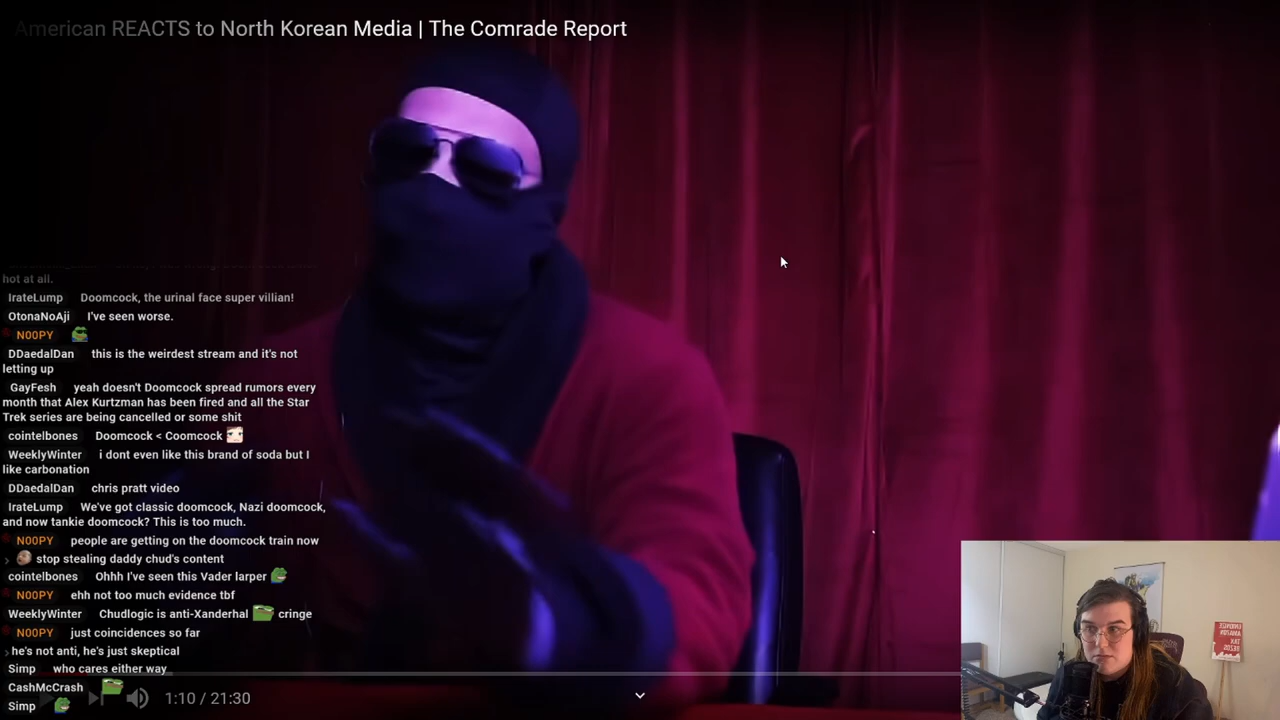 American REACTS to North Korean Media | The Comrade Report
hot at all.
IrateLump Doomcock, the urinal face super villian!
OtonaNoAji I've seen worse.
N00PY
DDaedalDan this is the weirdest stream and it's not
letting up
GayFesh yeah doesn't Doomcock spread rumors every
month that Alex Kurtzman has been fired and all the Star
Trek series are being cancelled or some shit
cointelbones Doomcock < Coomcock
WeeklyWinter i dont even like this brand of soda but I
like carbonation
DDaedalDan chris pratt video
IrateLump We've got classic doomcock, Nazi doomcock,
and now tankie doomcock? This is too much.
N00PY people are getting on the doomcock train now
stop stealing daddy chud's content
cointelbones Ohhh I've seen this Vader larper
N00PY ehh not too much evidence tbf
WeeklyWinter Chudlogic is anti-Xanderhal cringe
N00PY just coincidences so far
he's not anti, he's just skeptical
Simp who cares either way
CashMcCrash
Simp
1:10 / 21:30